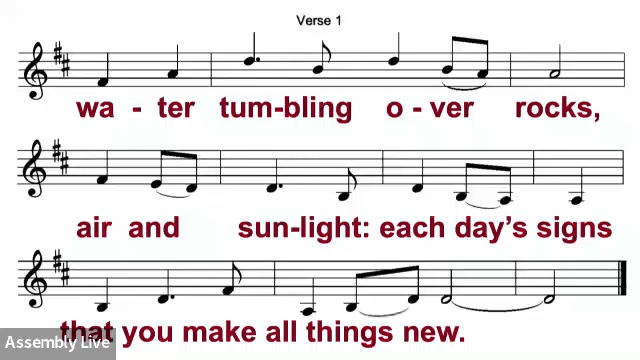 Verse 1
wa - ter tum-bling o - ver rocks,
air and sun-light: each day's signs
that you make all things new.
Assembly Live